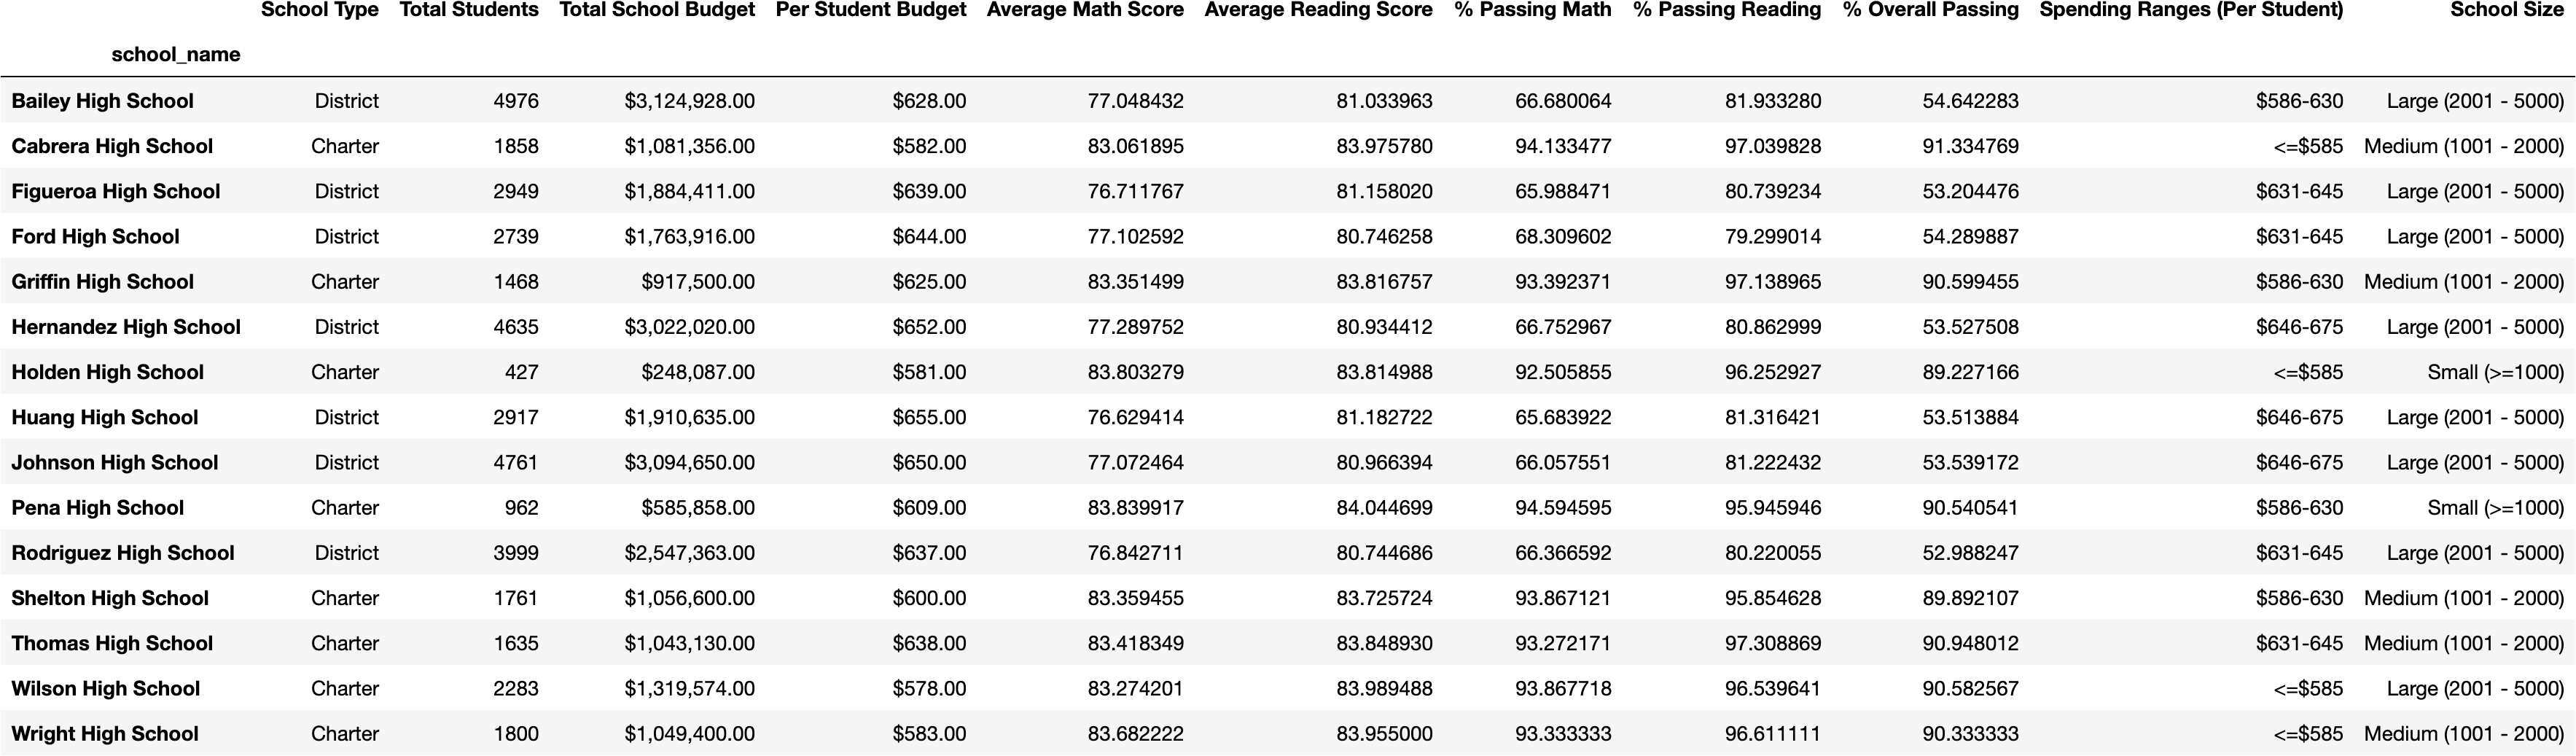 School Type Total Students Total School Budget Per Student Budget Average Math Score Average Reading Score % Passing Math % Passing Reading % Overall Passing Spending Ranges (Per Student) School Size
school_name
Bailey High School District 4976 $3,124,928.00 $628.00 77.048432 81.033963 66.680064 81.933280 54.642283 $586-630 Large (2001 - 5000)
Cabrera High School Charter 1858 $1,081,356.00 $582.00 83.061895 83.975780 94.133477 97.039828 91.334769 <=$585 Medium (1001 - 2000)
Figueroa High School District 2949 $1,884,411.00 $639.00 76.711767 81.158020 65.988471 80.739234 53.204476 $631-645 Large (2001 - 5000)
Ford High School District 2739 $1,763,916.00 $644.00 77.102592 80.746258 68.309602 79.299014 54.289887 $631-645 Large (2001 - 5000)
Griffin High School Charter 1468 $917,500.00 $625.00 83.351499 83.816757 93.392371 97.138965 90.599455 $586-630 Medium (1001 - 2000)
Hernandez High School District 4635 $3,022,020.00 $652.00 77.289752 80.934412 66.752967 80.862999 53.527508 $646-675 Large (2001 - 5000)
Holden High School Charter 427 $248,087.00 $581.00 83.803279 83.814988 92.505855 96.252927 89.227166 <=$585 Small (>=1000)
Huang High School District 2917 $1,910,635.00 $655.00 76.629414 81.182722 65.683922 81.316421 53.513884 $646-675 Large (2001 - 5000)
Johnson High School District 4761 $3,094,650.00 $650.00 77.072464 80.966394 66.057551 81.222432 53.539172 $646-675 Large (2001 - 5000)
Pena High School Charter 962 $585,858.00 $609.00 83.839917 84.044699 94.594595 95.945946 90.540541 $586-630 Small (>=1000)
Rodriguez High School District 3999 $2,547,363.00 $637.00 76.842711 80.744686 66.366592 80.220055 52.988247 $631-645 Large (2001 - 5000)
Shelton High School Charter 1761 $1,056,600.00 $600.00 83.359455 83.725724 93.867121 95.854628 89.892107 $586-630 Medium (1001 - 2000)
Thomas High School Charter 1635 $1,043,130.00 $638.00 83.418349 83.848930 93.272171 97.308869 90.948012 $631-645 Medium (1001 - 2000)
Wilson High School Charter 2283 $1,319,574.00 $578.00 83.274201 83.989488 93.867718 96.539641 90.582567 <=$585 Large (2001 - 5000)
Wright High School Charter 1800 $1,049,400.00 $583.00 83.682222 83.955000 93.333333 96.611111 90.333333 <=$585 Medium (1001 - 2000)